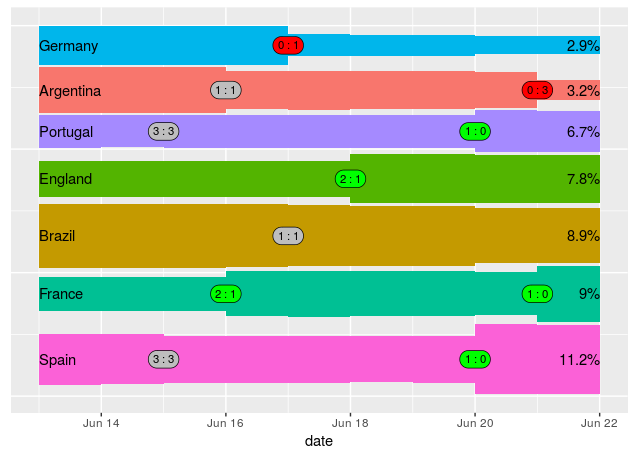 Germany 0 : 1 2.9%
Argentina 1 : 1 0 : 3 3.2%
Portugal 3 : 3 1 : 0 6.7%
England 2 : 1 7.8%
Brazil 1 : 1 8.9%
France 2 : 1 1 : 0 9%
Spain 3 : 3 1 : 0 11.2%
Jun 14 Jun 16 Jun 18 Jun 20 Jun 22
date